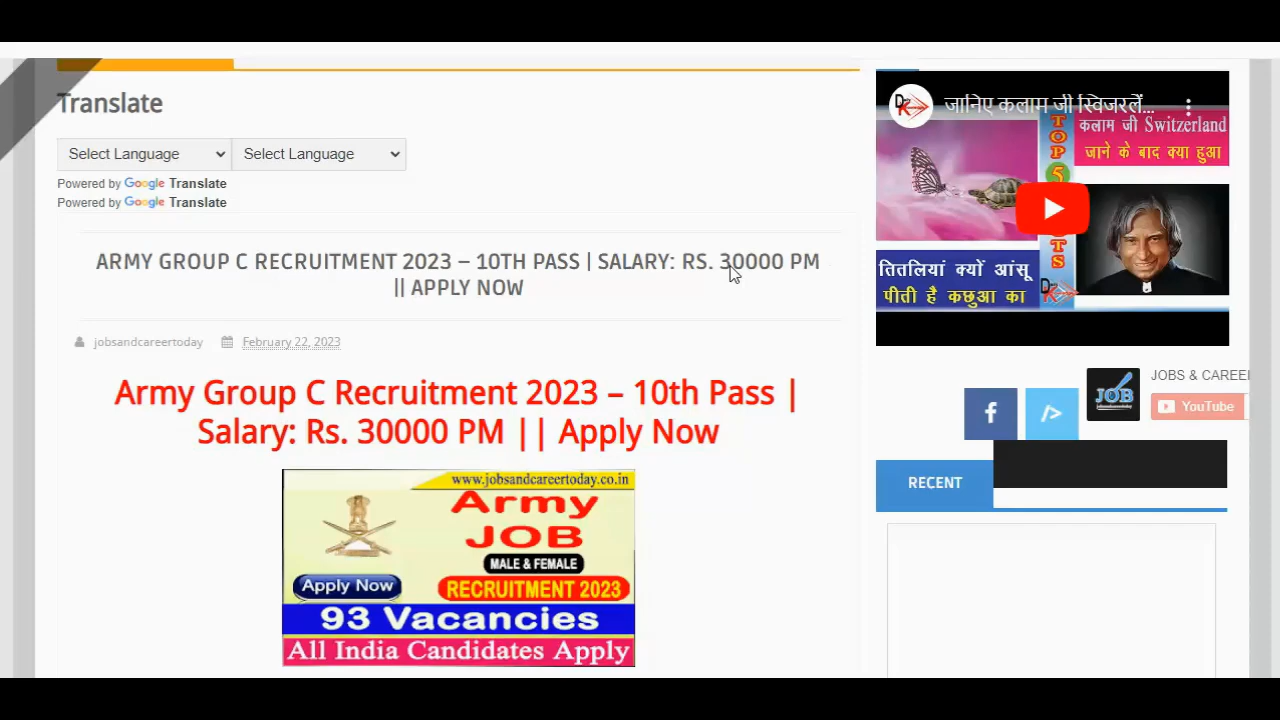 Translate
Select Language
Select Language
Powered by Google Translate
Powered by Google Translate
ARMY GROUP C RECRUITMENT 2023 – 10TH PASS | SALARY: RS. 30000 PM
|| APPLY NOW
jobsandcareertoday
February 22, 2023
Army Group C Recruitment 2023 – 10th Pass |
Salary: Rs. 30000 PM || Apply Now
www.jobsandcareertoday.co.in
Army
JOB
MALE & FEMALE
Apply Now
RECRUITMENT 2023
93 Vacancies
All India Candidates Apply
जानिए कलाम जी स्विजरलें...
TOP 5
कलाम जी Switzerland
जाने के बाद क्या हुआ
तितलियां क्यों आंसू
पीती है कछुआ का
JOB
JOBS & CAREE
YouTube
RECENT